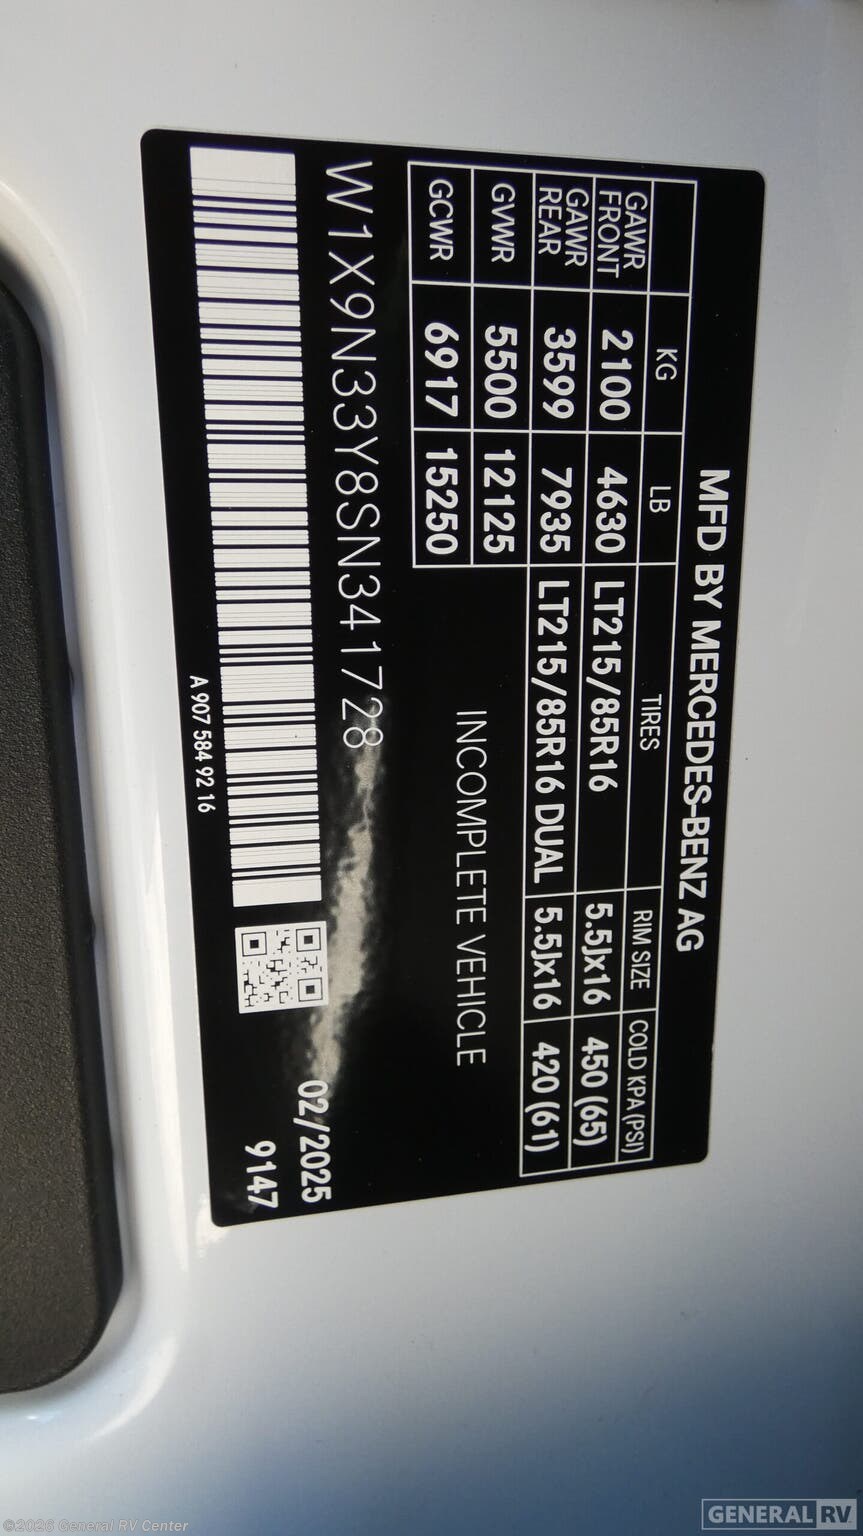 MFD BY MERCEDES-BENZ AG
KG LB TIRES RIM SIZE COLD KPA (PSI)
GAWR FRONT 2100 4630 LT215/85R16 5.5Jx16 450 (65)
GAWR REAR 3599 7935 LT215/85R16 DUAL 5.5Jx16 420 (61)
GVWR 5500 12125
GCWR 6917 15250
INCOMPLETE VEHICLE
W1X9N33Y8SN341728
02/2025
9147
A 907 584 92 16
©2026 General RV Center
GENERAL RV